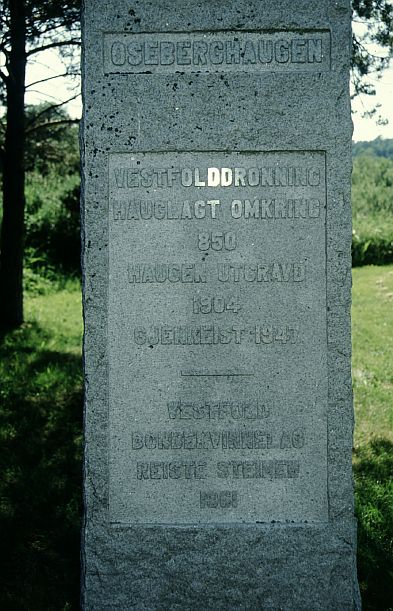 OSEBERGHAUGEN
VESTFOLDDRONNING
HAUGLAGT OMKRING
850
HAUGEN UTGRAVD
1904
GJENREIST 1947
VESTFOLD
BONDEKVINNELAG
REISTE STEINEN
1961